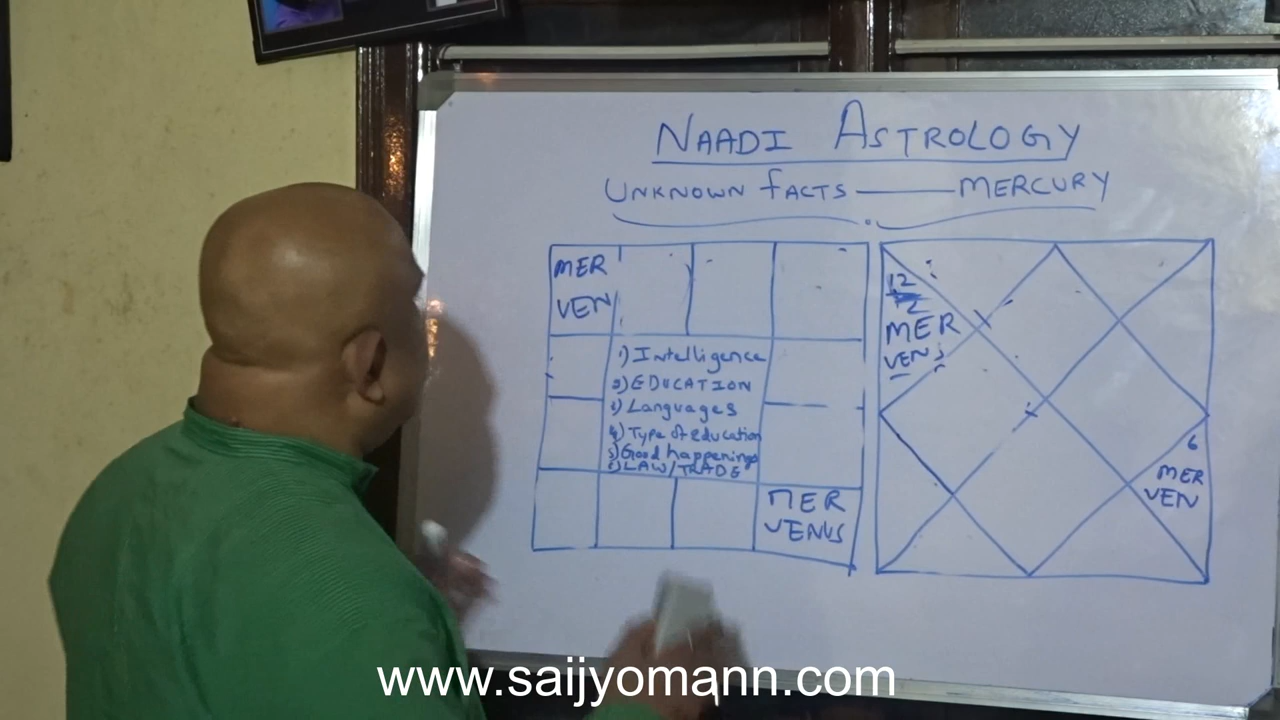 NAADI ASTROLOGY
UNKNOWN FACTS —— MERCURY
MER
VEN
1) Intelligence
2) EDUCATION
3) Languages
4) Type of education
5) Good happenings
6) LAW/TRADE
MER
VENUS
12
MER
VEN
6
MER
VEN
www.saijyomann.com